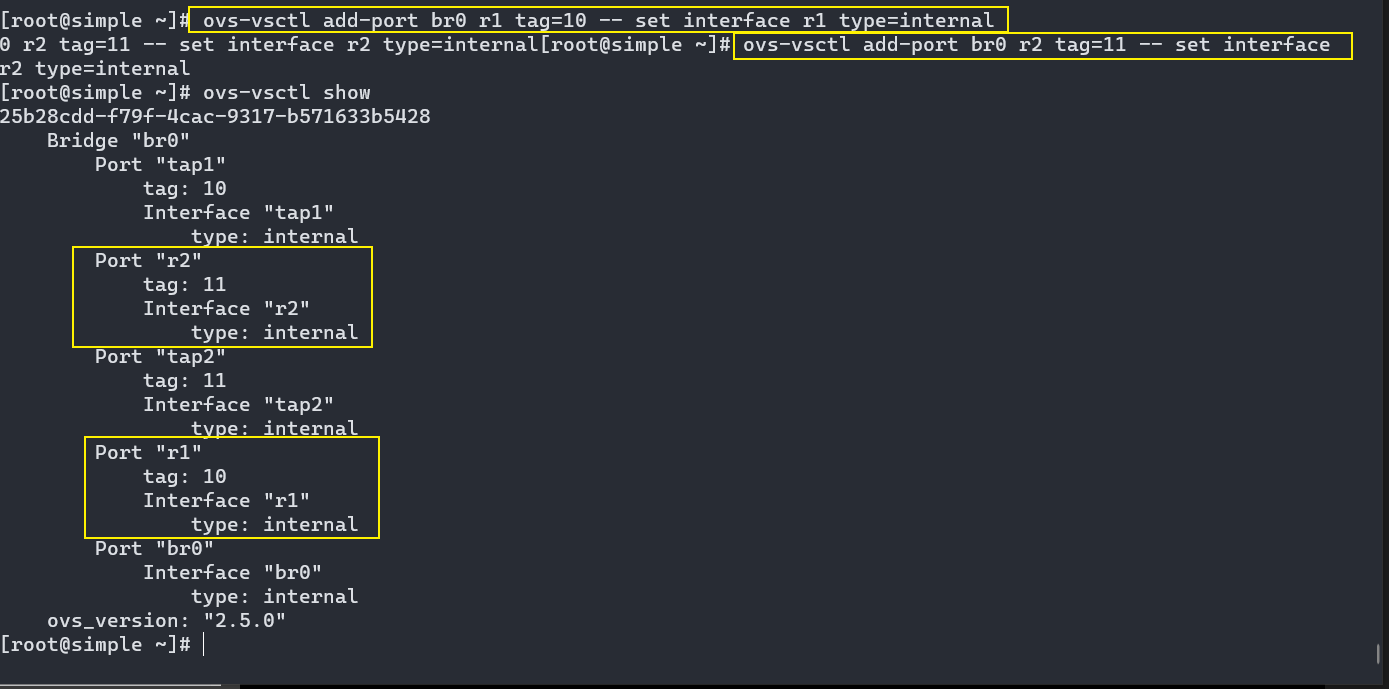 [root@simple ~]# ovs-vsctl add-port br0 r1 tag=10 -- set interface r1 type=internal
0 r2 tag=11 -- set interface r2 type=internal[root@simple ~]# ovs-vsctl add-port br0 r2 tag=11 -- set interface
r2 type=internal
[root@simple ~]# ovs-vsctl show
25b28cdd-f79f-4cac-9317-b571633b5428
    Bridge "br0"
        Port "tap1"
            tag: 10
            Interface "tap1"
                type: internal
        Port "r2"
            tag: 11
            Interface "r2"
                type: internal
        Port "tap2"
            tag: 11
            Interface "tap2"
                type: internal
        Port "r1"
            tag: 10
            Interface "r1"
                type: internal
        Port "br0"
            Interface "br0"
                type: internal
    ovs_version: "2.5.0"
[root@simple ~]#